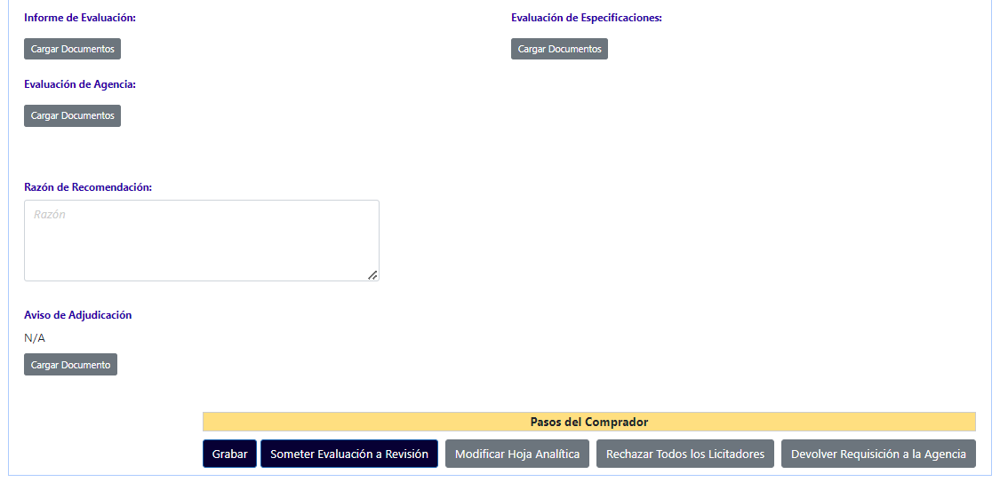 Informe de Evaluación:
Evaluación de Especificaciones:
Cargar Documentos
Cargar Documentos
Evaluación de Agencia:
Cargar Documentos
Razón de Recomendación:
Razón
Aviso de Adjudicación
N/A
Cargar Documento
Pasos del Comprador
Grabar
Someter Evaluación a Revisión
Modificar Hoja Analítica
Rechazar Todos los Licitadores
Devolver Requisición a la Agencia